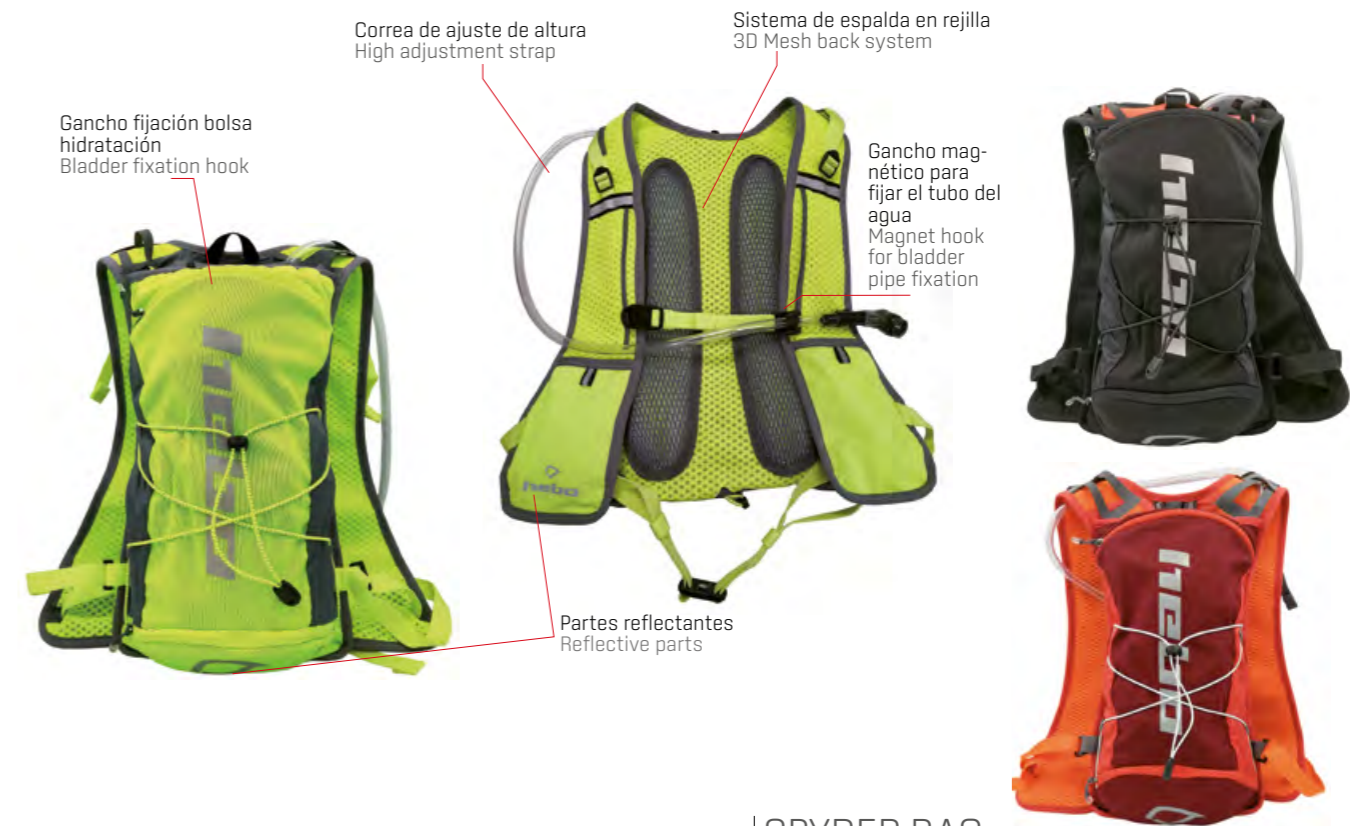 Correa de ajuste de altura
High adjustment strap
Sistema de espalda en rejilla
3D Mesh back system
Gancho fijación bolsa
hidratación
Bladder fixation hook
Gancho mag-
nético para
fijar el tubo del
agua
Magnet hook
for bladder
pipe fixation
hebo
hebo
hebo
hebo
Partes reflectantes
Reflective parts